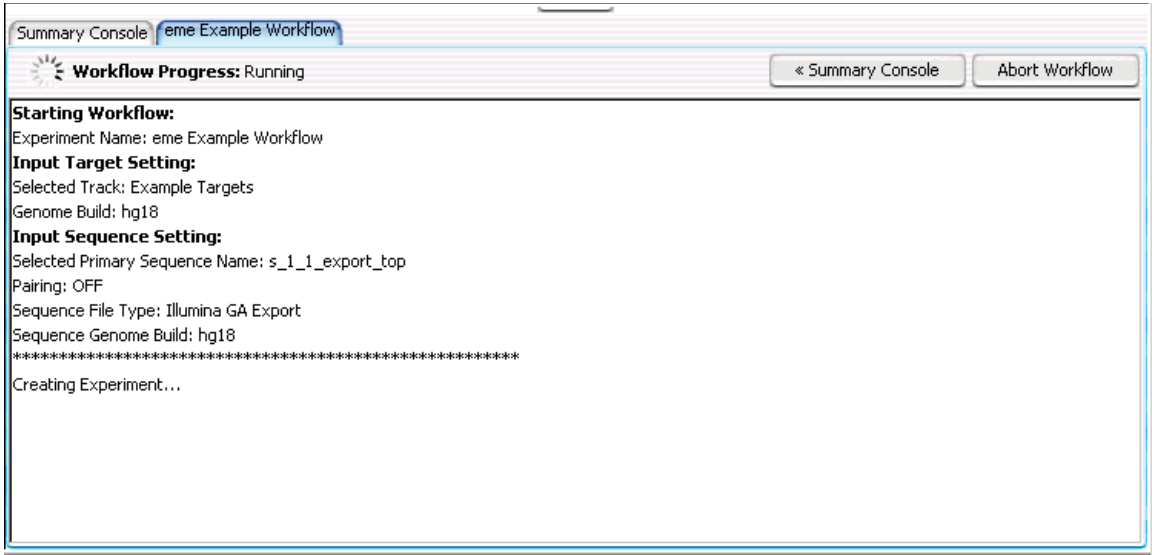 Summary Console eme Example Workflow
Workflow Progress: Running « Summary Console Abort Workflow
Starting Workflow:
Experiment Name: eme Example Workflow
Input Target Setting:
Selected Track: Example Targets
Genome Build: hg18
Input Sequence Setting:
Selected Primary Sequence Name: s_1_1_export_top
Pairing: OFF
Sequence File Type: Illumina GA Export
Sequence Genome Build: hg18
*******************************************************
Creating Experiment...